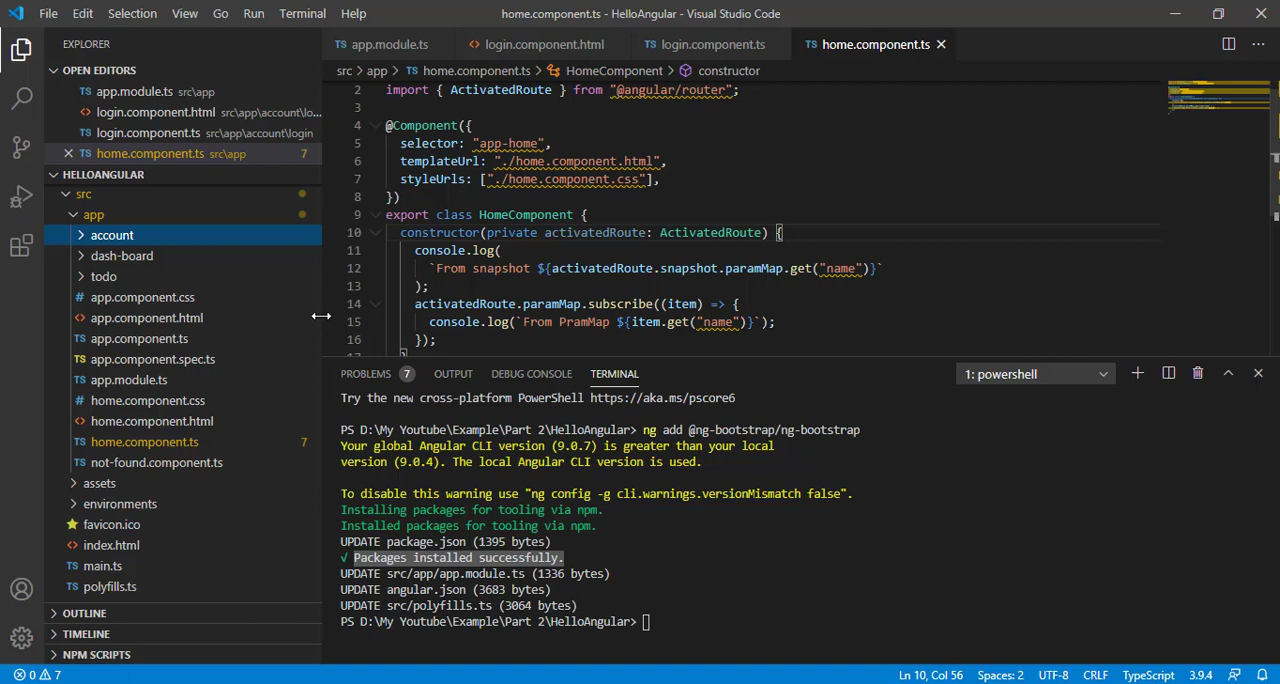 File Edit Selection View Go Run Terminal Help
home.component.ts - HelloAngular - Visual Studio Code
EXPLORER
OPEN EDITORS
app.module.ts src\app
login.component.html src\app\account\lo...
login.component.ts src\app\account\login
home.component.ts src\app 7
HELLOANGULAR
src
app
account
dash-board
todo
app.component.css
app.component.html
app.component.ts
app.component.spec.ts
app.module.ts
home.component.css
home.component.html
home.component.ts 7
not-found.component.ts
assets
environments
favicon.ico
index.html
main.ts
polyfills.ts
OUTLINE
TIMELINE
NPM SCRIPTS
TS app.module.ts <> login.component.html TS login.component.ts TS home.component.ts
src > app > TS home.component.ts > HomeComponent > constructor
2 import { ActivatedRoute } from "@angular/router";
3
4 @Component({
5 selector: "app-home",
6 templateUrl: "./home.component.html",
7 styleUrls: ["./home.component.css"],
8 })
9 export class HomeComponent {
10 constructor(private activatedRoute: ActivatedRoute) {
11 console.log(
12 `From snapshot ${activatedRoute.snapshot.paramMap.get("name")}`
13 );
14 activatedRoute.paramMap.subscribe((item) => {
15 console.log(`From PramMap ${item.get("name")}`);
16 });
PROBLEMS 7 OUTPUT DEBUG CONSOLE TERMINAL 1: powershell
Try the new cross-platform PowerShell https://aka.ms/pscore6
PS D:\My Youtube\Example\Part 2\HelloAngular> ng add @ng-bootstrap/ng-bootstrap
Your global Angular CLI version (9.0.7) is greater than your local
version (9.0.4). The local Angular CLI version is used.
To disable this warning use "ng config -g cli.warnings.versionMismatch false".
Installing packages for tooling via npm.
Installed packages for tooling via npm.
UPDATE package.json (1395 bytes)
√ Packages installed successfully.
UPDATE src/app/app.module.ts (1336 bytes)
UPDATE angular.json (3683 bytes)
UPDATE src/polyfills.ts (3064 bytes)
PS D:\My Youtube\Example\Part 2\HelloAngular>
0 7 Ln 10, Col 56 Spaces: 2 UTF-8 CRLF TypeScript 3.9.4